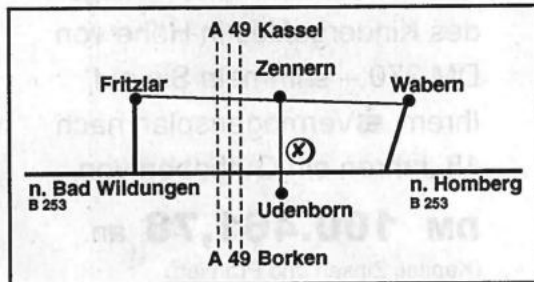 A 49 Kassel
Zennern
Fritzlar
Wabern
X
n. Bad Wildungen
B 253
n. Homberg
B 253
Udenborn
A 49 Borken